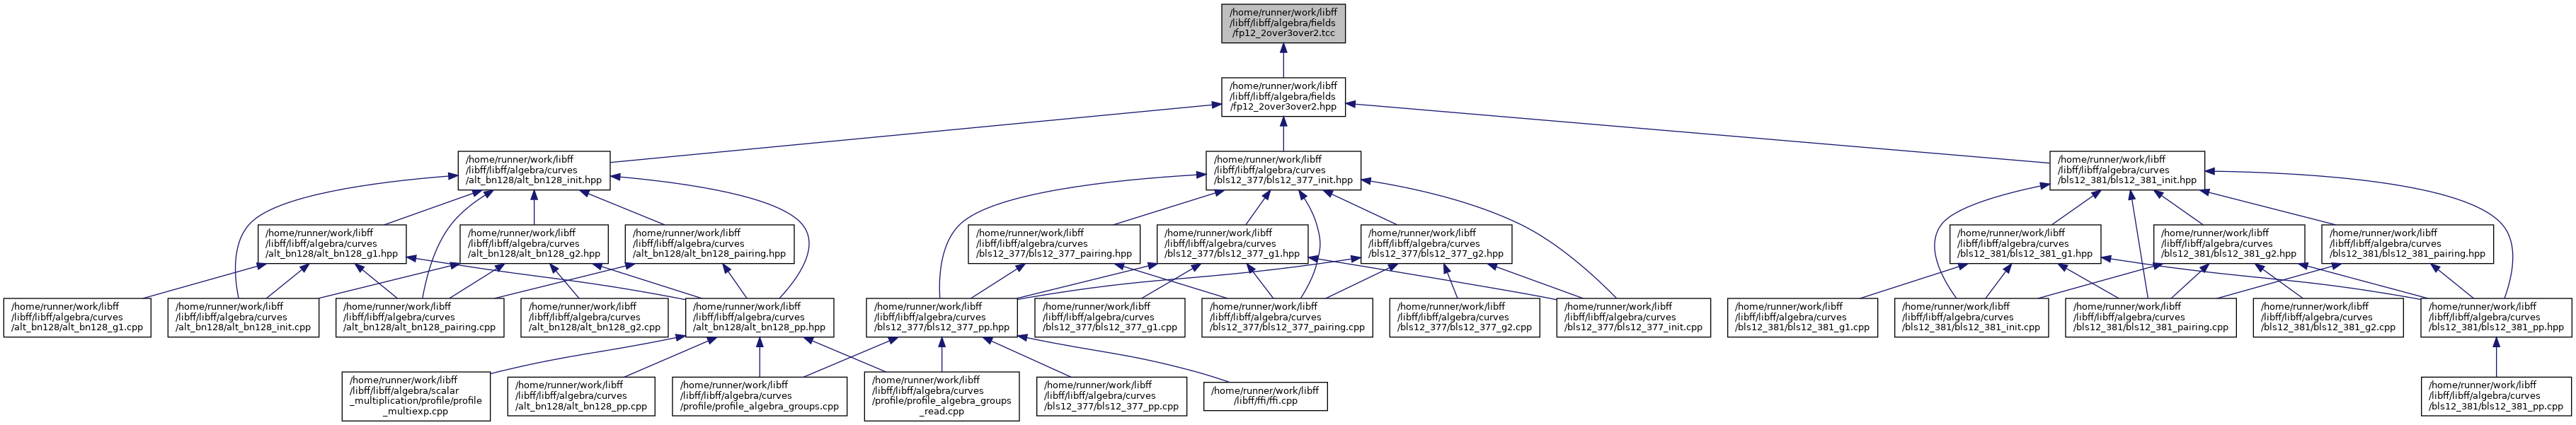 /home/runner/work/libff
/libff/libff/algebra/fields
/fp12_2over3over2.tcc
/home/runner/work/libff
/libff/libff/algebra/fields
/fp12_2over3over2.hpp
/home/runner/work/libff
/libff/libff/algebra/curves
/alt_bn128/alt_bn128_init.hpp
/home/runner/work/libff
/libff/libff/algebra/curves
/bls12_377/bls12_377_init.hpp
/home/runner/work/libff
/libff/libff/algebra/curves
/bls12_381/bls12_381_init.hpp
/home/runner/work/libff
/libff/libff/algebra/curves
/alt_bn128/alt_bn128_g1.hpp
/home/runner/work/libff
/libff/libff/algebra/curves
/alt_bn128/alt_bn128_g2.hpp
/home/runner/work/libff
/libff/libff/algebra/curves
/alt_bn128/alt_bn128_pairing.hpp
/home/runner/work/libff
/libff/libff/algebra/curves
/bls12_377/bls12_377_pairing.hpp
/home/runner/work/libff
/libff/libff/algebra/curves
/bls12_377/bls12_377_g1.hpp
/home/runner/work/libff
/libff/libff/algebra/curves
/bls12_377/bls12_377_g2.hpp
/home/runner/work/libff
/libff/libff/algebra/curves
/bls12_381/bls12_381_g1.hpp
/home/runner/work/libff
/libff/libff/algebra/curves
/bls12_381/bls12_381_g2.hpp
/home/runner/work/libff
/libff/libff/algebra/curves
/bls12_381/bls12_381_pairing.hpp
/home/runner/work/libff
/libff/libff/algebra/curves
/alt_bn128/alt_bn128_g1.cpp
/home/runner/work/libff
/libff/libff/algebra/curves
/alt_bn128/alt_bn128_init.cpp
/home/runner/work/libff
/libff/libff/algebra/curves
/alt_bn128/alt_bn128_pairing.cpp
/home/runner/work/libff
/libff/libff/algebra/curves
/alt_bn128/alt_bn128_g2.cpp
/home/runner/work/libff
/libff/libff/algebra/curves
/alt_bn128/alt_bn128_pp.hpp
/home/runner/work/libff
/libff/libff/algebra/curves
/bls12_377/bls12_377_pp.hpp
/home/runner/work/libff
/libff/libff/algebra/curves
/bls12_377/bls12_377_g1.cpp
/home/runner/work/libff
/libff/libff/algebra/curves
/bls12_377/bls12_377_pairing.cpp
/home/runner/work/libff
/libff/libff/algebra/curves
/bls12_377/bls12_377_g2.cpp
/home/runner/work/libff
/libff/libff/algebra/curves
/bls12_377/bls12_377_init.cpp
/home/runner/work/libff
/libff/libff/algebra/curves
/bls12_381/bls12_381_g1.cpp
/home/runner/work/libff
/libff/libff/algebra/curves
/bls12_381/bls12_381_init.cpp
/home/runner/work/libff
/libff/libff/algebra/curves
/bls12_381/bls12_381_pairing.cpp
/home/runner/work/libff
/libff/libff/algebra/curves
/bls12_381/bls12_381_g2.cpp
/home/runner/work/libff
/libff/libff/algebra/curves
/bls12_381/bls12_381_pp.hpp
/home/runner/work/libff
/libff/libff/algebra/scalar
_multiplication/profile/profile
_multiexp.cpp
/home/runner/work/libff
/libff/libff/algebra/curves
/alt_bn128/alt_bn128_pp.cpp
/home/runner/work/libff
/libff/libff/algebra/curves
/profile/profile_algebra_groups.cpp
/home/runner/work/libff
/libff/libff/algebra/curves
/profile/profile_algebra_groups
_read.cpp
/home/runner/work/libff
/libff/libff/algebra/curves
/bls12_377/bls12_377_pp.cpp
/home/runner/work/libff
/libff/ffi/ffi.cpp
/home/runner/work/libff
/libff/libff/algebra/curves
/bls12_381/bls12_381_pp.cpp